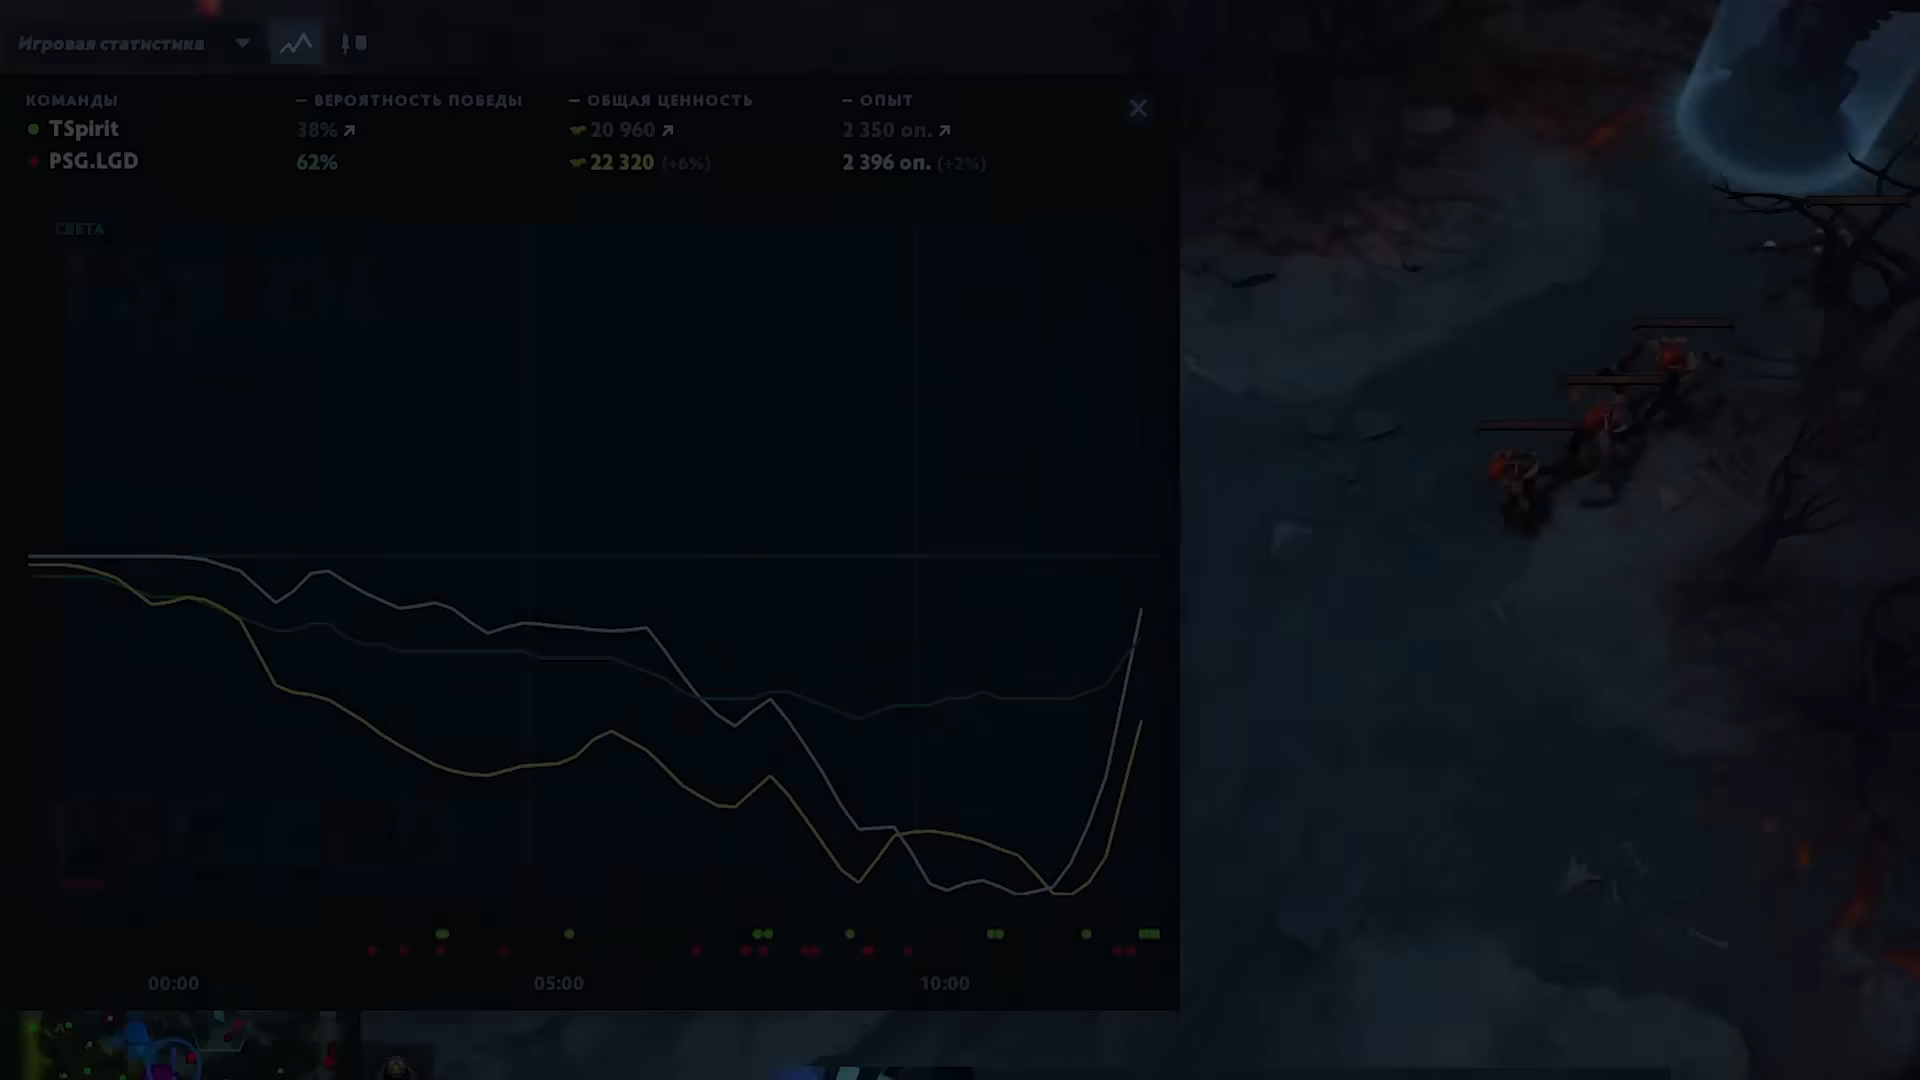 Игровая статистика
КОМАНДЫ — ВЕРОЯТНОСТЬ ПОБЕДЫ — ОБЩАЯ ЦЕННОСТЬ — ОПЫТ
TSpirit 38% 20 960 2 350 оп.
PSG.LGD 62% 22 320 (+6%) 2 396 оп. (+2%)
СВЕТА
00:00 05:00 10:00